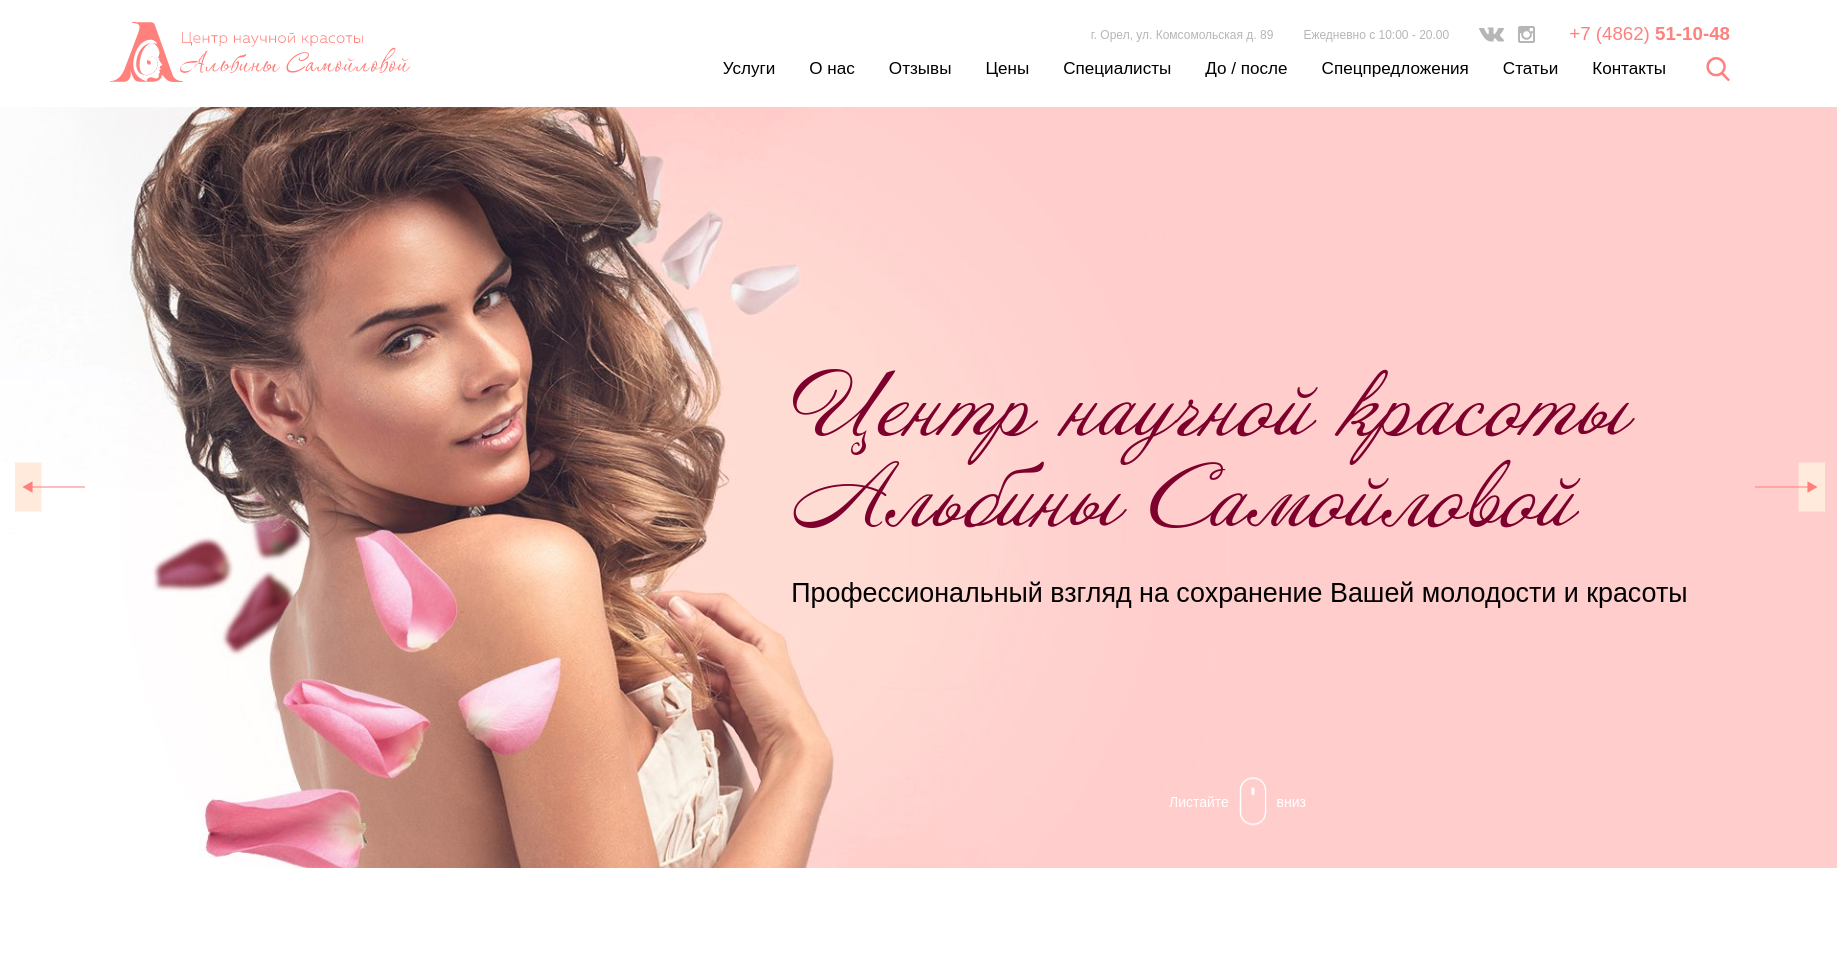 Центр научной красоты
Альбины Самойловой
г. Орел, ул. Комсомольская д. 89
Ежедневно с 10:00 - 20.00
+7 (4862) 51-10-48
Услуги
О нас
Отзывы
Цены
Специалисты
До / после
Спецпредложения
Статьи
Контакты
Центр научной красоты
Альбины Самойловой
Профессиональный взгляд на сохранение Вашей молодости и красоты
Листайте вниз